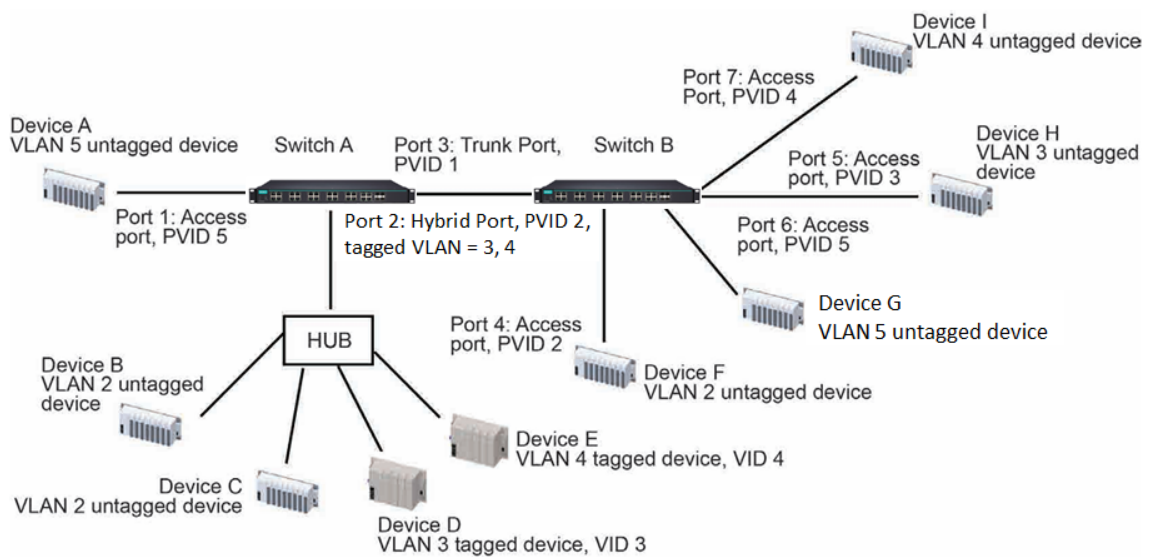 Device I
VLAN 4 untagged device
Port 7: Access
Port, PVID 4
Device A
VLAN 5 untagged device
Switch A
Port 3: Trunk Port,
PVID 1
Switch B
Device H
VLAN 3 untagged
device
Port 5: Access
port, PVID 3
Port 1: Access
port, PVID 5
Port 2: Hybrid Port, PVID 2,
tagged VLAN = 3, 4
Port 6: Access
port, PVID 5
Device G
VLAN 5 untagged device
HUB
Port 4: Access
port, PVID 2
Device B
VLAN 2 untagged
device
Device F
VLAN 2 untagged device
Device E
VLAN 4 tagged device, VID 4
Device C
VLAN 2 untagged device
Device D
VLAN 3 tagged device, VID 3